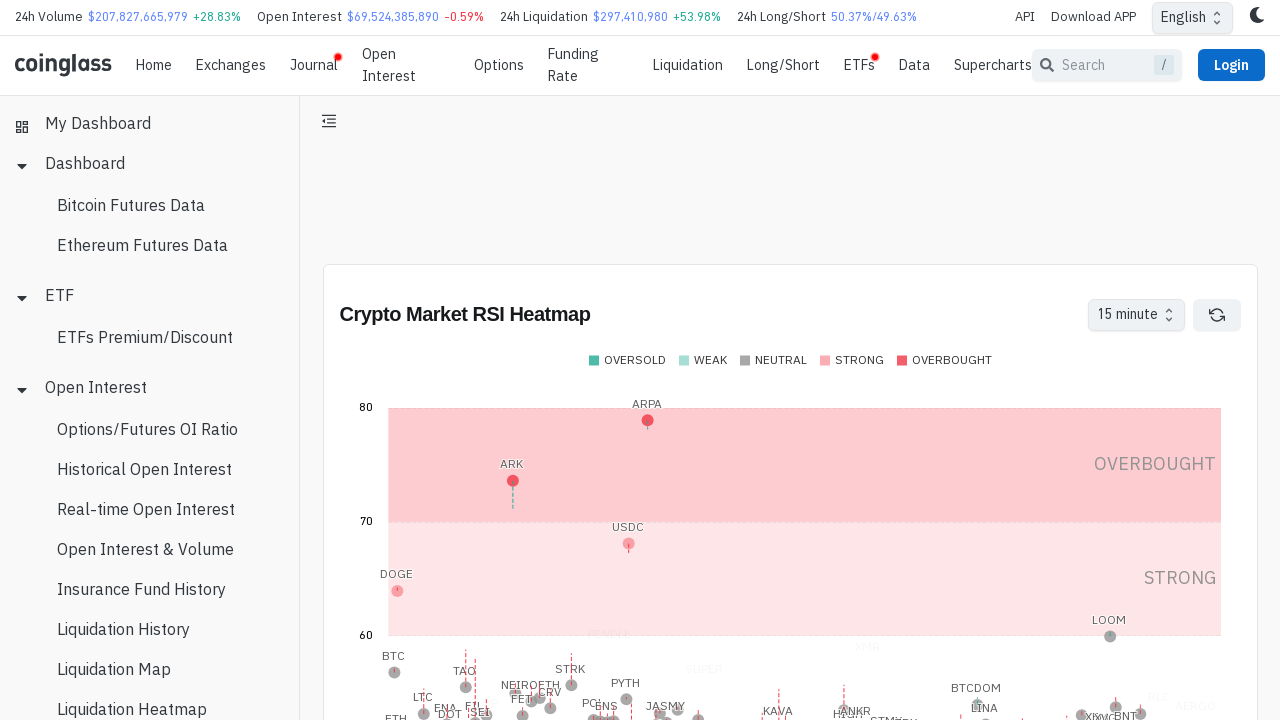 24h Volume $207,827,665,979 +28.83% Open Interest $69,524,385,890 -0.59% 24h Liquidation $297,410,980 +53.98% 24h Long/Short 50.37%/49.63% API Download APP English
coinglass Home Exchanges Journal Open Interest Options Funding Rate Liquidation Long/Short ETFs Data Supercharts Search / Login
My Dashboard
Dashboard
Bitcoin Futures Data
Ethereum Futures Data
ETF
ETFs Premium/Discount
Open Interest
Options/Futures OI Ratio
Historical Open Interest
Real-time Open Interest
Open Interest & Volume
Insurance Fund History
Liquidation History
Liquidation Map
Liquidation Heatmap
Crypto Market RSI Heatmap 15 minute
OVERSOLD WEAK NEUTRAL STRONG OVERBOUGHT
ARPA
80
ARK
OVERBOUGHT
70
USDC
DOGE
STRONG
LOOM
60
XMR
BTC
SUPER
TAO
STRK
PYTH
NEIROETH
BTCDOM
CRV
LTC
FET
ENS
JASMY
ENA
FIL
KAVA
ANKR
LINA
DOT
SEI
BNT
AERGO
ETH